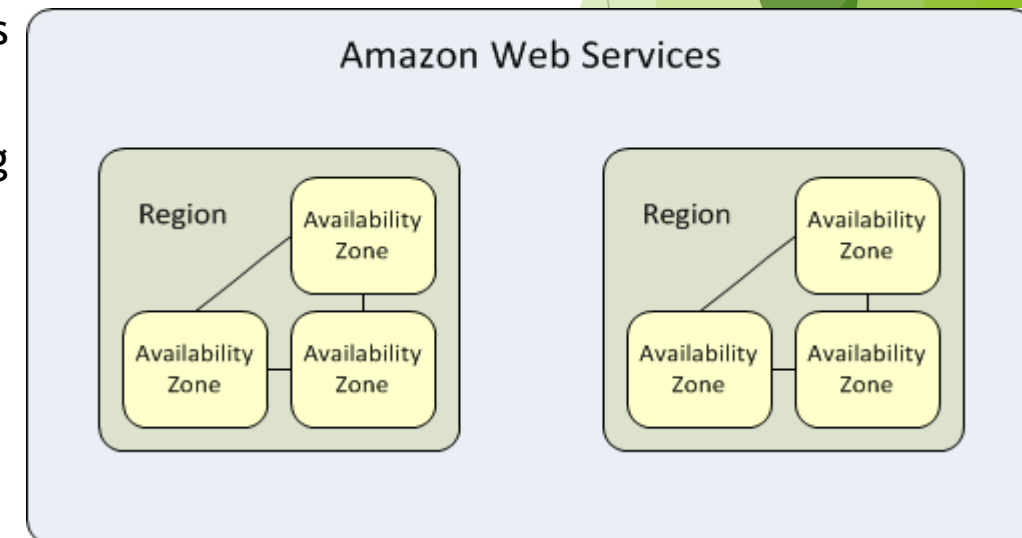 s
Amazon Web Services
g
Region
Availability
Zone
Availability
Zone
Availability
Zone
Region
Availability
Zone
Availability
Zone
Availability
Zone